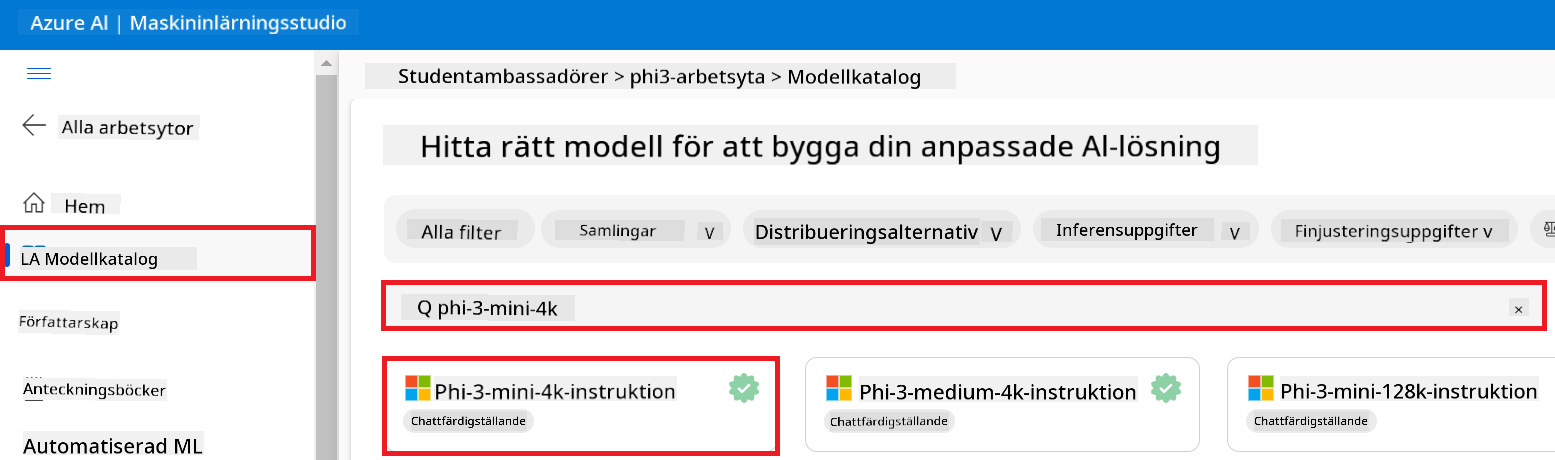 Azure AI | Maskininlärningsstudio
Studentambassadörer > phi3-arbetsyta > Modellkatalog
Alla arbetsytor
Hem
LA Modellkatalog
Författarskap
Anteckningsböcker
Automatiserad ML
Hitta rätt modell för att bygga din anpassade AI-lösning
Alla filter Samlingar V Distribueringsalternativ V Inferensuppgifter V Finjusteringsuppgifter v
Q phi-3-mini-4k ×
Phi-3-mini-4k-instruktion Phi-3-medium-4k-instruktion Phi-3-mini-128k-instruktion
Chattfärdigställande Chattfärdigställande Chattfärdigställande